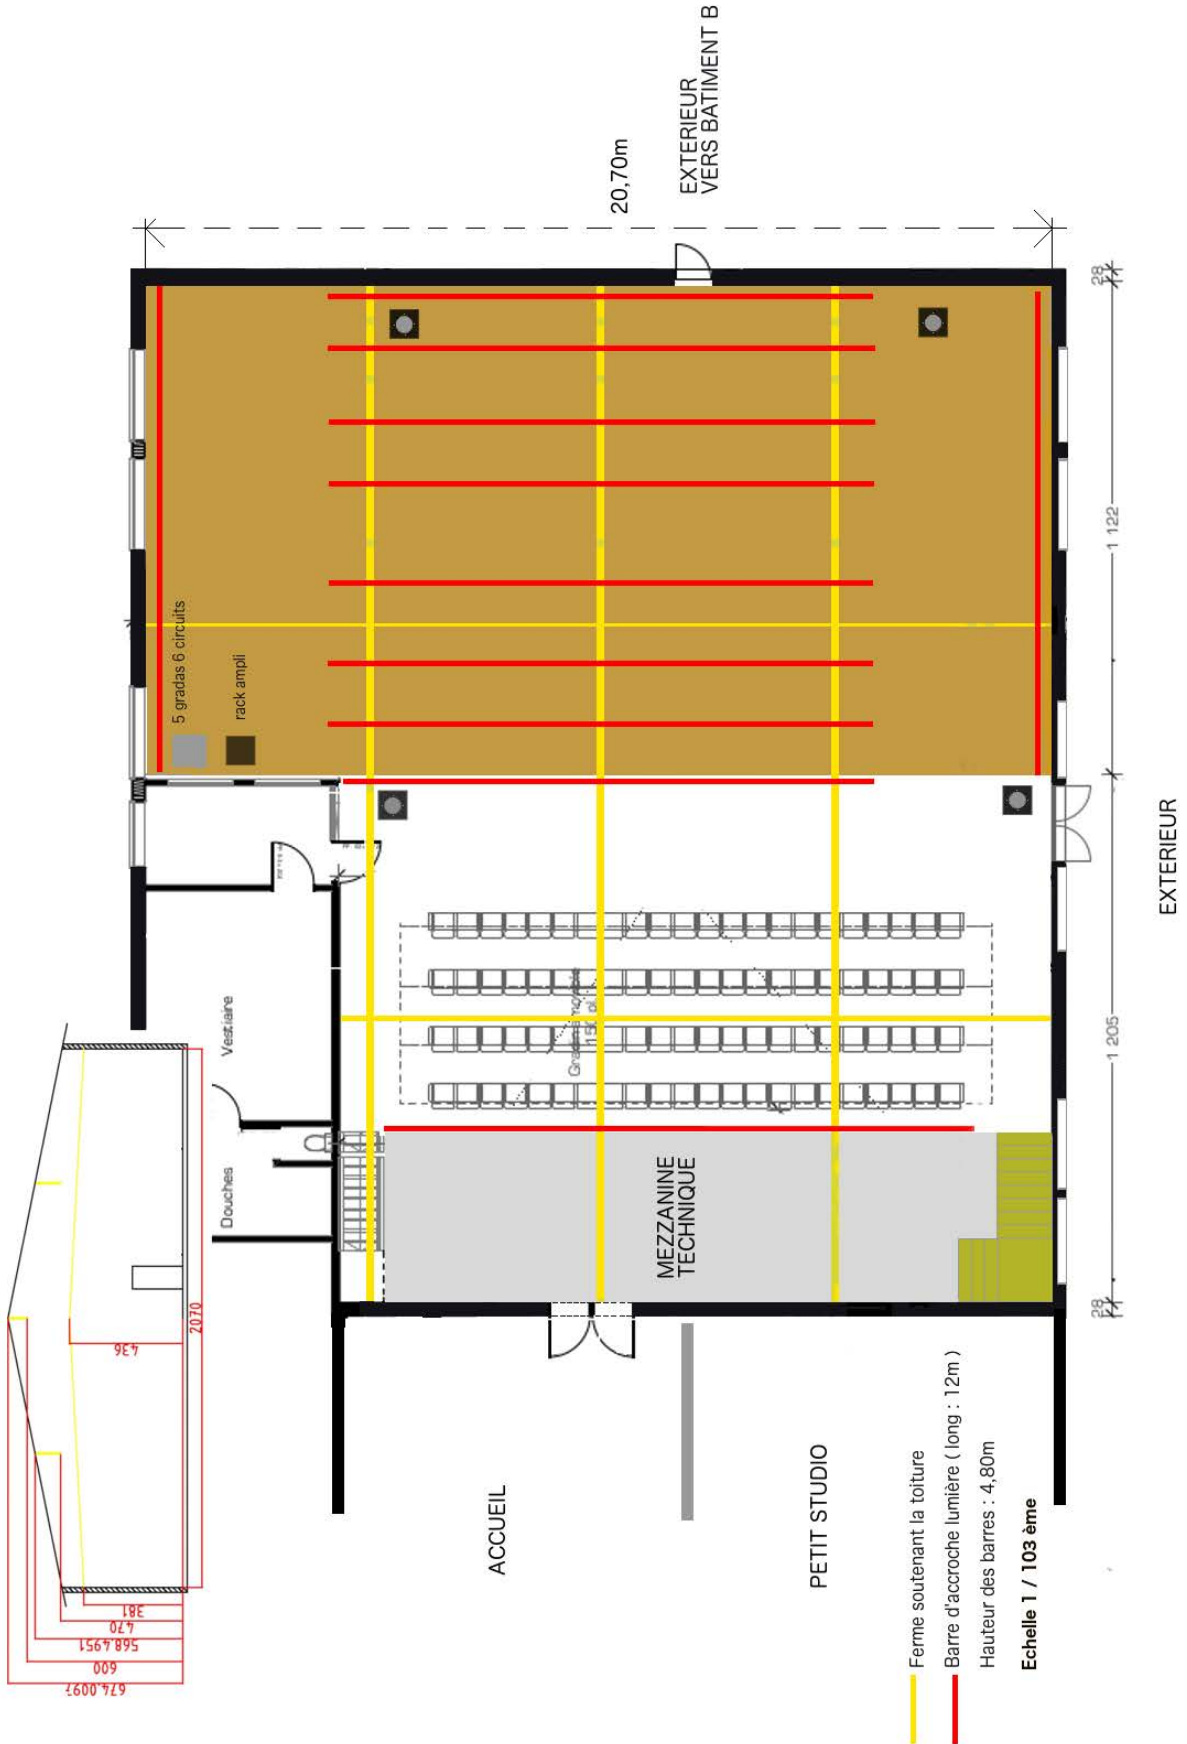 20,70m
EXTERIEUR
VERS BATIMENT B
28
1 122
5 gradas 6 circuits
rack ampli
EXTERIEUR
Vestiaire
Douches
150 pl
1 205
MEZZANINE
TECHNIQUE
28
2070
436
381
470
568.4951
600
ACCUEIL
PETIT STUDIO
Ferme soutenant la toiture
Barre d'accroche lumière ( long : 12m )
Hauteur des barres : 4,80m
Echelle 1 / 103 ème